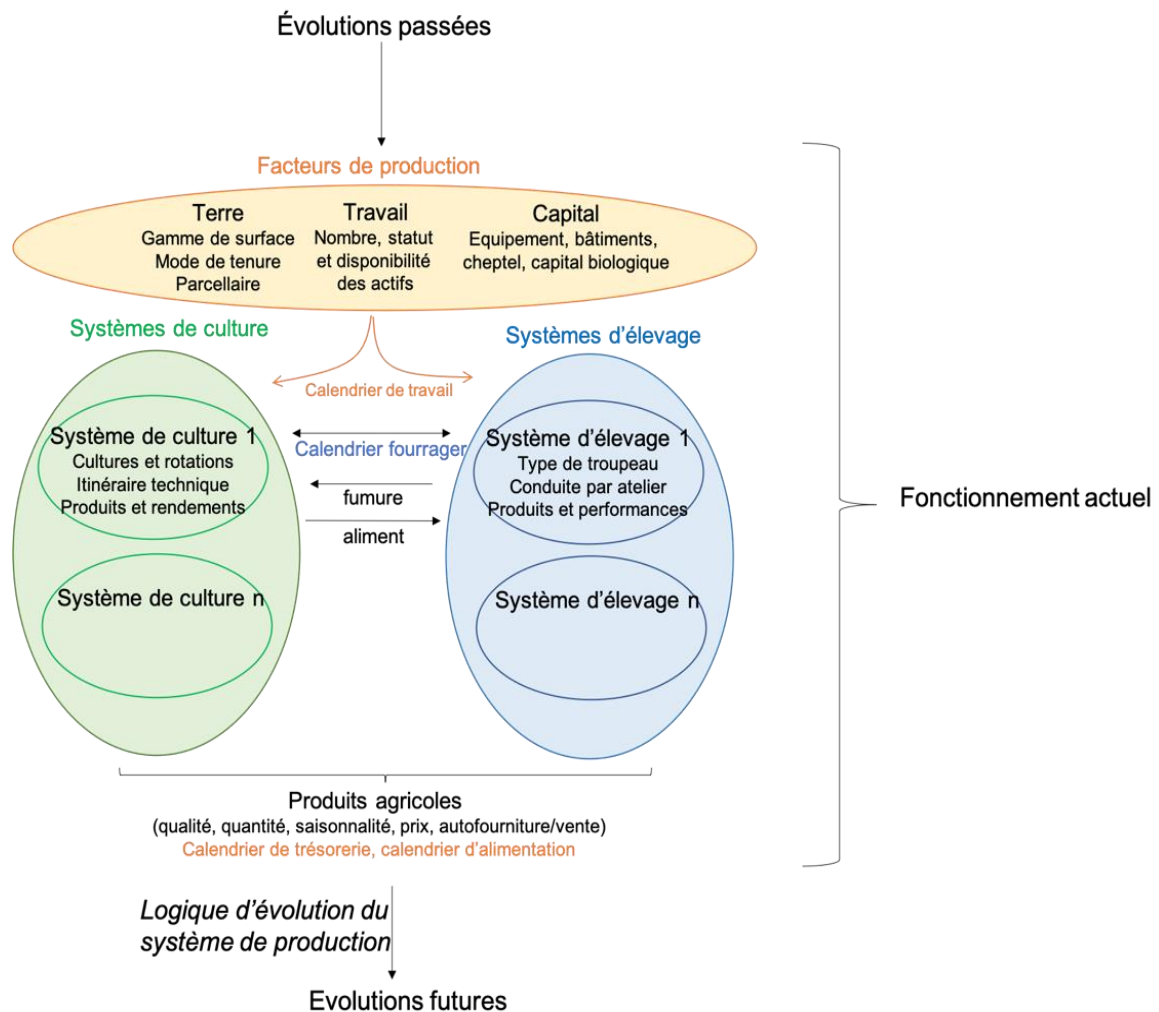 Évolutions passées
Facteurs de production
Terre
Gamme de surface
Mode de tenure
Parcellaire
Travail
Nombre, statut
et disponibilité
des actifs
Capital
Equipement, bâtiments,
cheptel, capital biologique
Systèmes de culture
Systèmes d'élevage
Calendrier de travail
Système de culture 1
Cultures et rotations
Itinéraire technique
Produits et rendements
Calendrier fourrager
fumure
aliment
Système d'élevage 1
Type de troupeau
Conduite par atelier
Produits et performances
Fonctionnement actuel
Système de culture n
Système d'élevage n
Produits agricoles
(qualité, quantité, saisonnalité, prix, autofourniture/vente)
Calendrier de trésorerie, calendrier d'alimentation
Logique d'évolution du
système de production
Evolutions futures